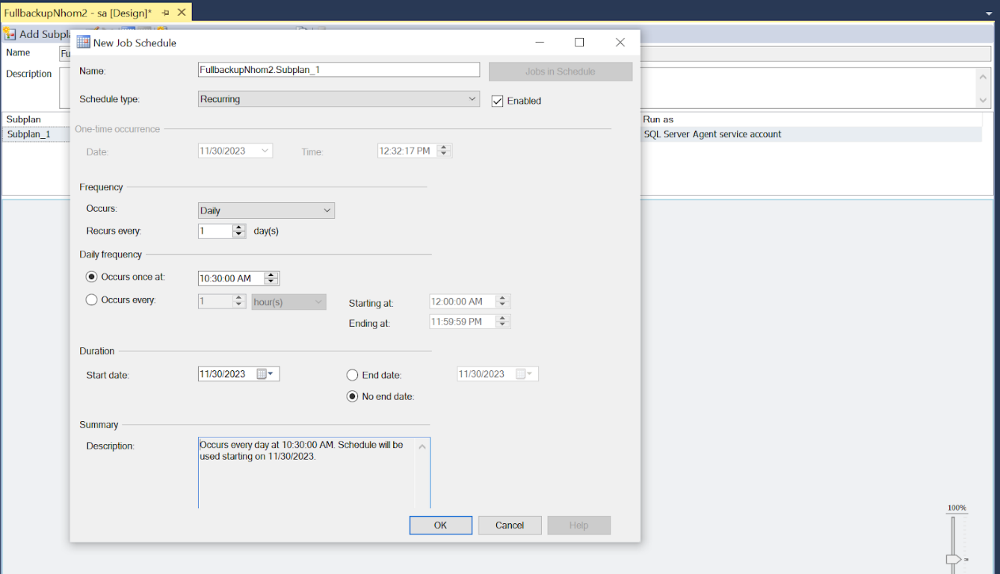 FullbackupNhom2 - sa [Design]*
Add Subpla
New Job Schedule
Name
Fu
Description
Subplan
Run as
Subplan_1
SQL Server Agent service account
Name:
FullbackupNhom2.Subplan_1
Jobs in Schedule
Schedule type:
Recurring
Enabled
One-time occurrence
Date:
11/30/2023
Time:
12:32:17 PM
Frequency
Occurs:
Daily
Recurs every:
1
day(s)
Daily frequency
Occurs once at:
10:30:00 AM
Occurs every:
1
hour(s)
Starting at:
12:00:00 AM
Ending at:
11:59:59 PM
Duration
Start date:
11/30/2023
End date:
11/30/2023
No end date:
Summary
Description:
Occurs every day at 10:30:00 AM. Schedule will be
used starting on 11/30/2023.
OK
Cancel
Help
100%